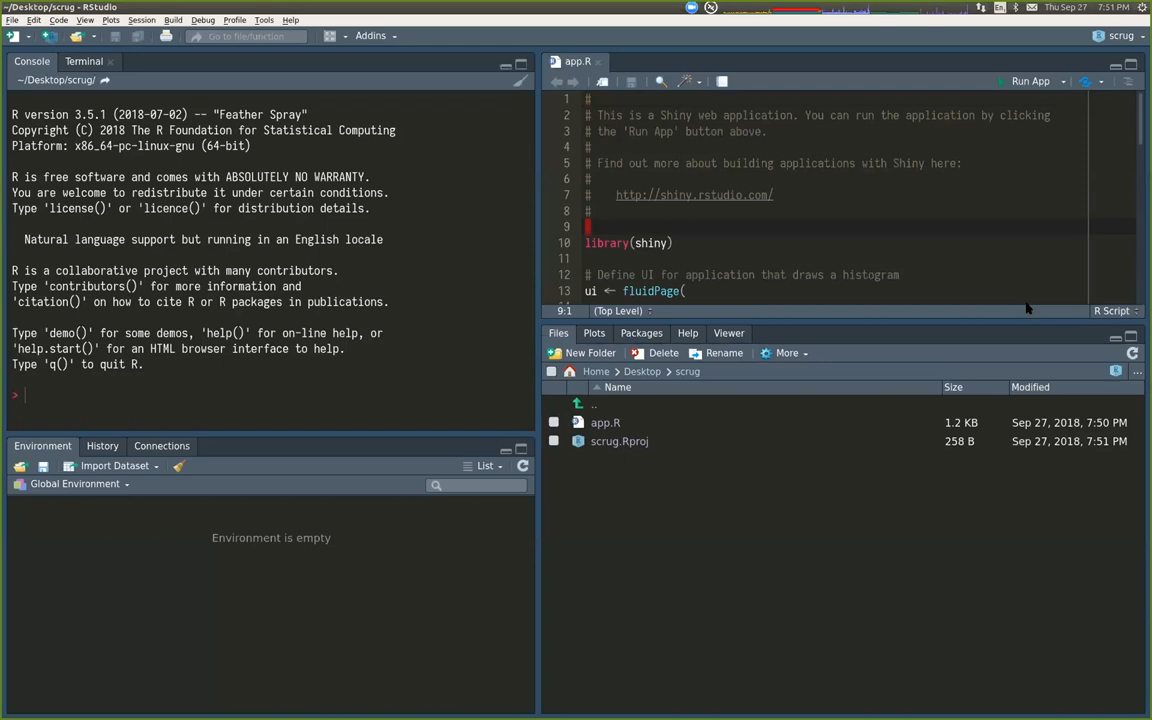 ~/Desktop/scrug - RStudio
En
Thu Sep 27 7:51 PM
File Edit Code View Plots Session Build Debug Profile Tools Help
Go to file/function
Addins
scrug
Console Terminal
~/Desktop/scrug/
R version 3.5.1 (2018-07-02) -- "Feather Spray"
Copyright (C) 2018 The R Foundation for Statistical Computing
Platform: x86_64-pc-linux-gnu (64-bit)
R is free software and comes with ABSOLUTELY NO WARRANTY.
You are welcome to redistribute it under certain conditions.
Type 'license()' or 'licence()' for distribution details.
Natural language support but running in an English locale
R is a collaborative project with many contributors.
Type 'contributors()' for more information and
'citation()' on how to cite R or R packages in publications.
Type 'demo()' for some demos, 'help()' for on-line help, or
'help.start()' for an HTML browser interface to help.
Type 'q()' to quit R.
>
Environment History Connections
Import Dataset
List
Global Environment
Environment is empty
app.R
Run App
1 #
2 # This is a Shiny web application. You can run the application by clicking
3 # the 'Run App' button above.
4 #
5 # Find out more about building applications with Shiny here:
6 #
7 # http://shiny.rstudio.com/
8 #
9
10 library(shiny)
11
12 # Define UI for application that draws a histogram
13 ui <- fluidPage(
9:1 (Top Level) R Script
Files Plots Packages Help Viewer
New Folder Delete Rename More
Home Desktop scrug ...
Name Size Modified
..
app.R 1.2 KB Sep 27, 2018, 7:50 PM
scrug.Rproj 258 B Sep 27, 2018, 7:51 PM